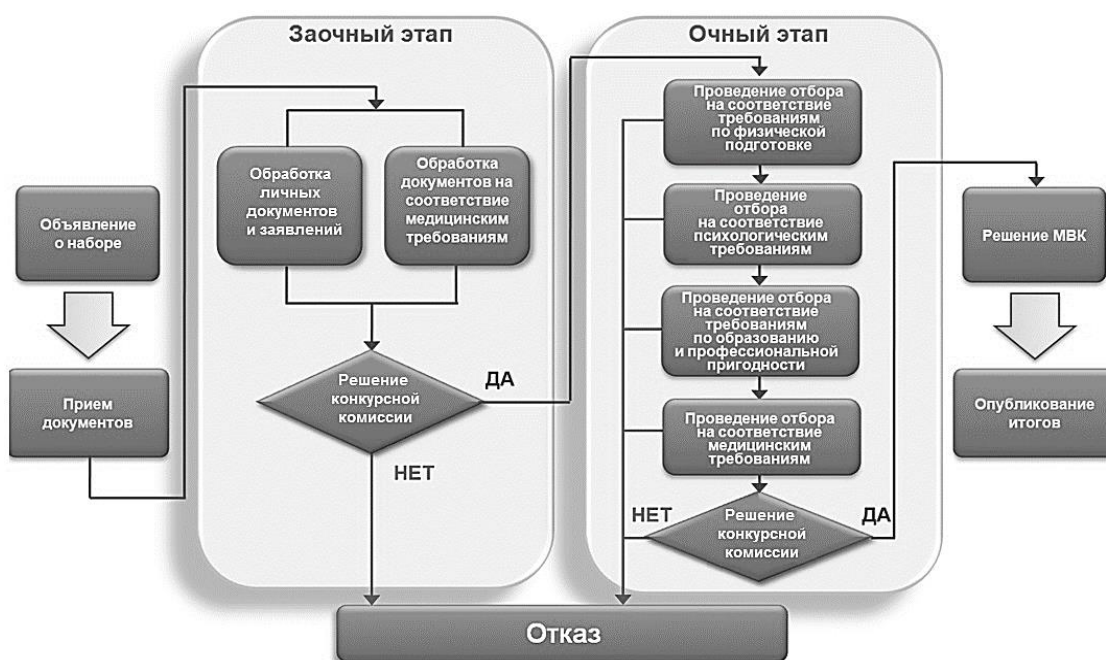 Заочный этап
Очный этап
Объявление
о наборе
Прием
документов
Обработка
личных
документов
и заявлений
Обработка
документов на
соответствие
медицинским
требованиям
Решение
конкурсной
комиссии
ДА
НЕТ
Проведение отбора
на соответствие
требованиям
по физической
подготовке
Проведение
отбора
на соответствие
психологическим
требованиям
Проведение отбора
на соответствие
требованиям
по образованию
и профессиональной
пригодности
Проведение отбора
на соответствие
медицинским
требованиям
НЕТ
Решение
конкурсной
комиссии
ДА
Решение МВК
Опубликование
итогов
Отказ